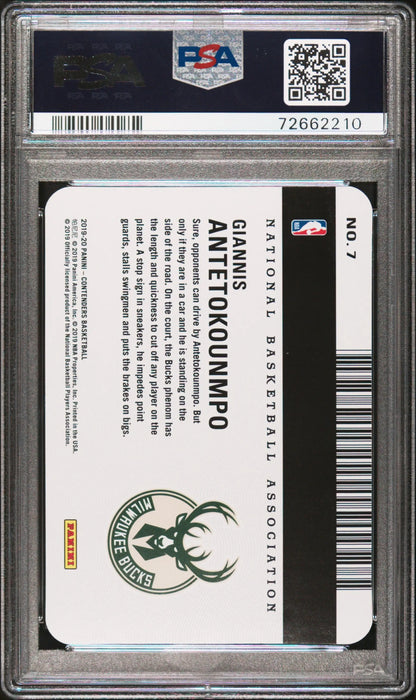 PSA
PSA
72662210
NO. 7
NATIONAL BASKETBALL ASSOCIATION
GIANNIS
ANTETOKOUNMPO
Sure, opponents can drive by Antetokounmpo. But
only if they are in a car and he is standing on the
side of the road. On the court, the Bucks phenom has
the length and quickness to cut off any player on the
planet. A stop sign in sneakers, he impedes point
guards, stalls swingmen and puts the brakes on bigs.
2019-20 PANINI – CONTENDERS BASKETBALL
© 2019 Panini America, Inc. © 2019 NBA Properties, Inc. Printed in the USA.
© 2019 Officially licensed product of the National Basketball Players Association.
MILWAUKEE BUCKS
PANINI
PSA